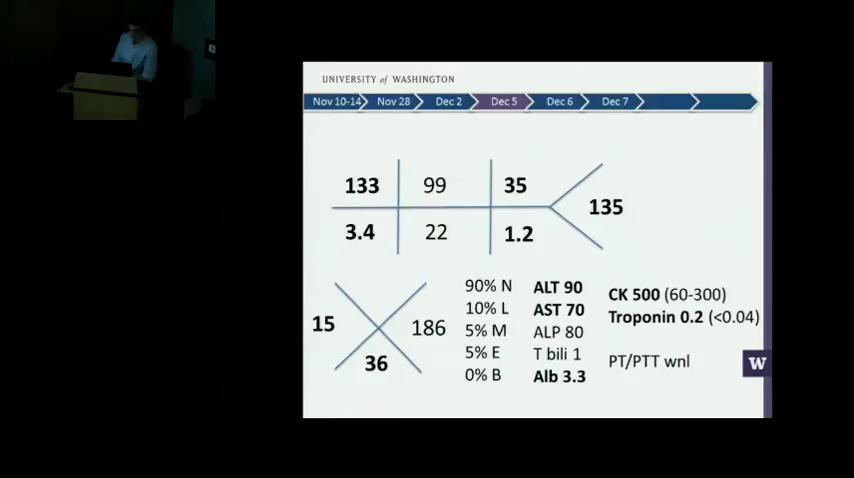 UNIVERSITY of WASHINGTON
Nov 10-14 Nov 28 Dec 2 Dec 5 Dec 6 Dec 7
133 99 35
135
3.4 22 1.2
15 186
36
90% N
10% L
5% M
5% E
0% B
ALT 90
AST 70
ALP 80
T bili 1
Alb 3.3
CK 500 (60-300)
Troponin 0.2 (<0.04)
PT/PTT wnl
W